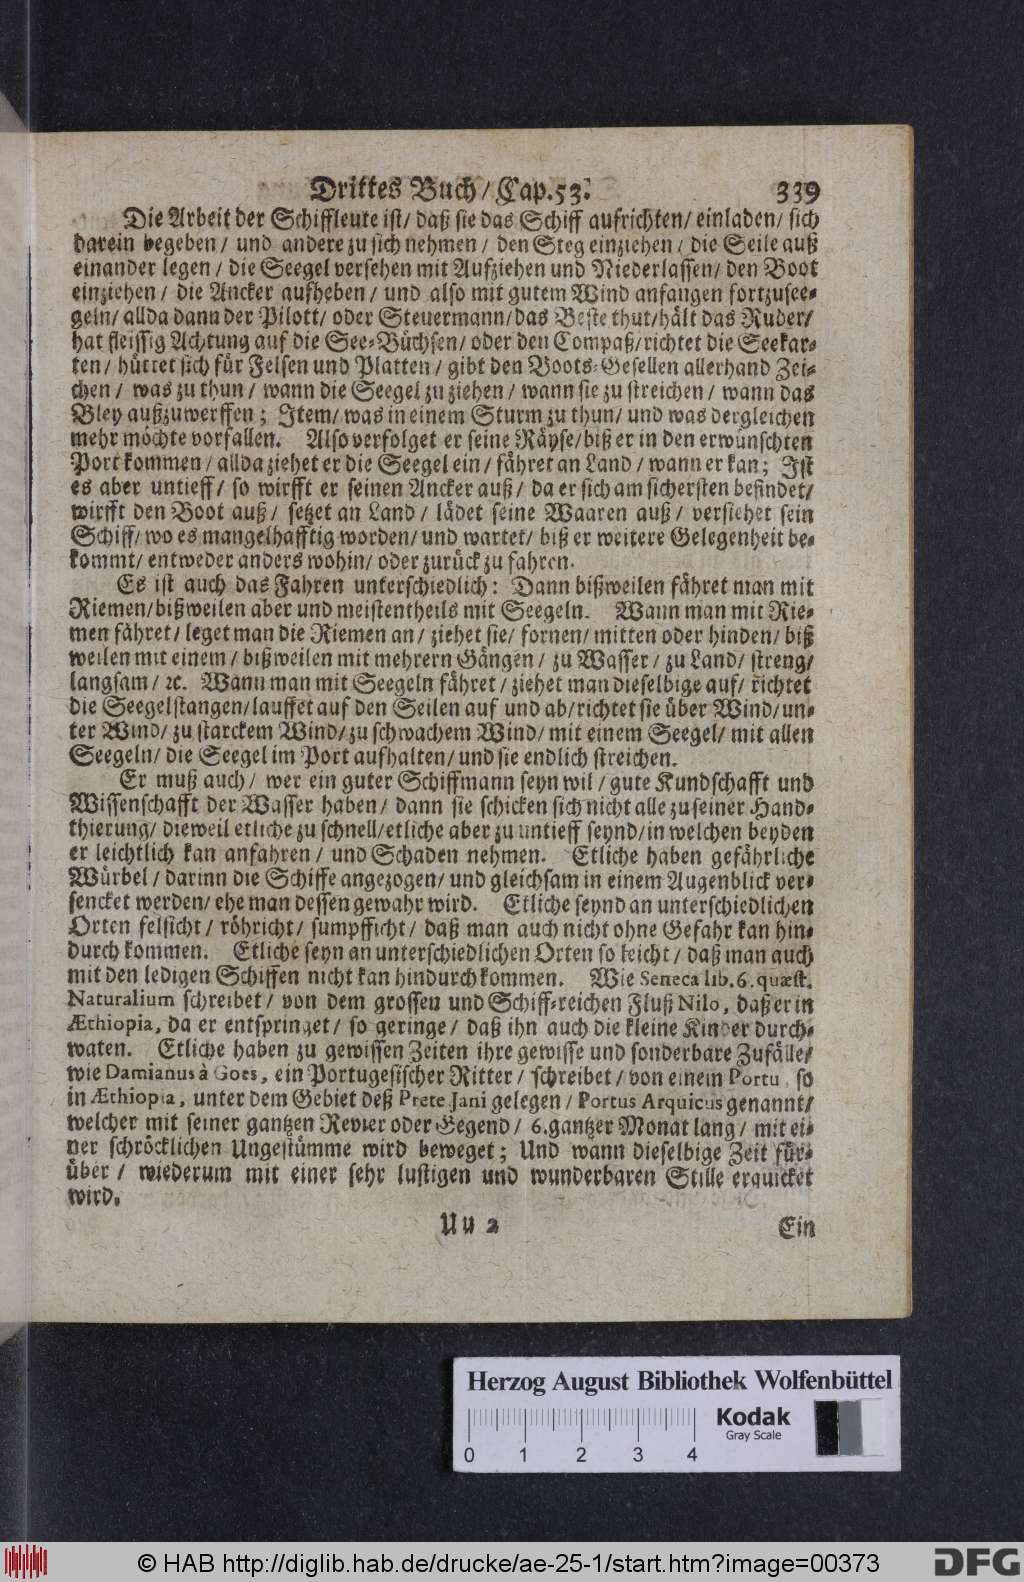 Drittes Buch / Cap. 53. 339
Die Arbeit der Schiffleute ist / daß sie das Schiff aufrichten / einladen / sich
darein begeben / und andere zu sich nehmen / den Steg einziehen / die Seile auß
einander legen / die Seegel versehen mit Aufziehen und Niederlassen / den Boot
einziehen / die Ancker aufheben / und also mit gutem Wind anfangen fortzusee-
geln / allda dann der Pilott / oder Steuermann / das Beste thut / hält das Ruder /
hat fleissig Achtung auf die See-Büchsen / oder den Compaß / richtet die Seekar-
ten / hüttet sich für Felsen und Platten / gibt den Boots-Gesellen allerhand Zei-
chen / was zu thun / wann die Seegel zu ziehen / wann sie zu streichen / wann das
Bley außzuwerffen ; Item / was in einem Sturm zu thun / und was dergleichen
mehr möchte vorfallen. Also verfolget er seine Räyse / biß er in den erwünschten
Port kommen / allda ziehet er die Seegel ein / fähret an Land / wann er kan ; Ist
es aber untieff / so wirfft er seinen Ancker auß / da er sich am sichersten befindet /
wirfft den Boot auß / setzet an Land / lädet seine Waaren auß / versiehet sein
Schiff / wo es mangelhafftig worden / und wartet / biß er weitere Gelegenheit be-
kommt / entweder anders wohin / oder zurück zu fahren.
Es ist auch das Fahren unterschiedlich : Dann bißweilen fähret man mit
Riemen / bißweilen aber und meistentheils mit Seegeln. Wann man mit Rie-
men fähret / leget man die Riemen an / ziehet sie / fornen / mitten oder hinden / biß
weilen mit einem / bißweilen mit mehrern Gängen / zu Wasser / zu Land / streng /
langsam / ꝛc. Wann man mit Seegeln fähret / ziehet man dieselbige auf / richtet
die Seegelstangen / lauffet auf den Seilen auf und ab / richtet sie über Wind / un-
ter Wind / zu starckem Wind / zu schwachem Wind / mit einem Seegel / mit allen
Seegeln / die Seegel im Port aufhalten / und sie endlich streichen.
Er muß auch / wer ein guter Schiffmann seyn wil / gute Kundschafft und
Wissenschafft der Wasser haben / dann sie schicken sich nicht alle zu seiner Hand-
thierung / dieweil etliche zu schnell / etliche aber zu untieff seynd / in welchen beyden
er leichtlich kan anfahren / und Schaden nehmen. Etliche haben gefährliche
Würbel / darinn die Schiffe angezogen / und gleichsam in einem Augenblick ver-
sencket werden / ehe man dessen gewahr wird. Etliche seynd an unterschiedlichen
Orten felsicht / röhricht / sumpfficht / daß man auch nicht ohne Gefahr kan hin-
durch kommen. Etliche seyn an unterschiedlichen Orten so seicht / daß man auch
mit den ledigen Schiffen nicht kan hindurch kommen. Wie Seneca lib. 6. quæst.
Naturalium schreibet / von dem grossen und Schiff-reichen Fluß Nilo, daß er in
Æthiopia, da er entspringet / so geringe / daß ihn auch die kleine Kinder durch-
waten. Etliche haben zu gewissen Zeiten ihre gewisse und sonderbare Zufälle /
wie Damianus à Goes, ein Portugesischer Ritter / schreibet / von einem Portu, so
in Æthiopia, unter dem Gebiet deß Prete Jani gelegen / Portus Arquicus genannt /
welcher mit seiner gantzen Revier oder Gegend / 6. gantzer Monat lang / mit ei-
ner schröcklichen Ungestümme wird beweget ; Und wann dieselbige Zeit für-
über / wiederum mit einer sehr lustigen und wunderbaren Stille erquicket
wird.
Uu 2 Ein
Herzog August Bibliothek Wolfenbüttel
Kodak
Gray Scale
0 1 2 3 4
© HAB http://diglib.hab.de/drucke/ae-25-1/start.htm?image=00373
DFG